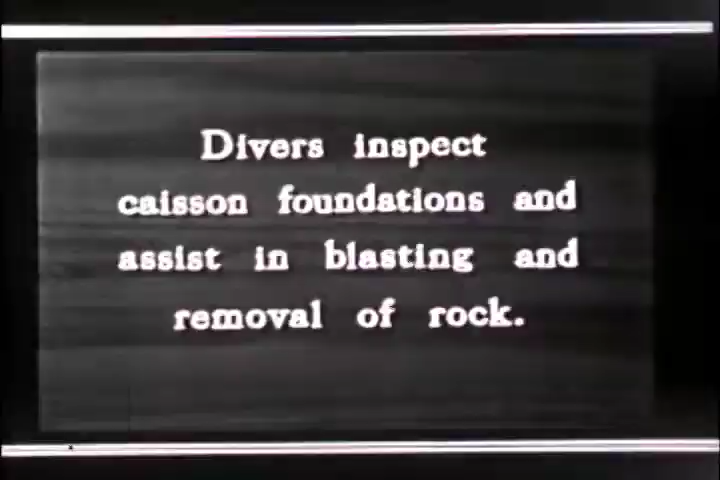 Divers inspect
caisson foundations and
assist in blasting and
removal of rock.